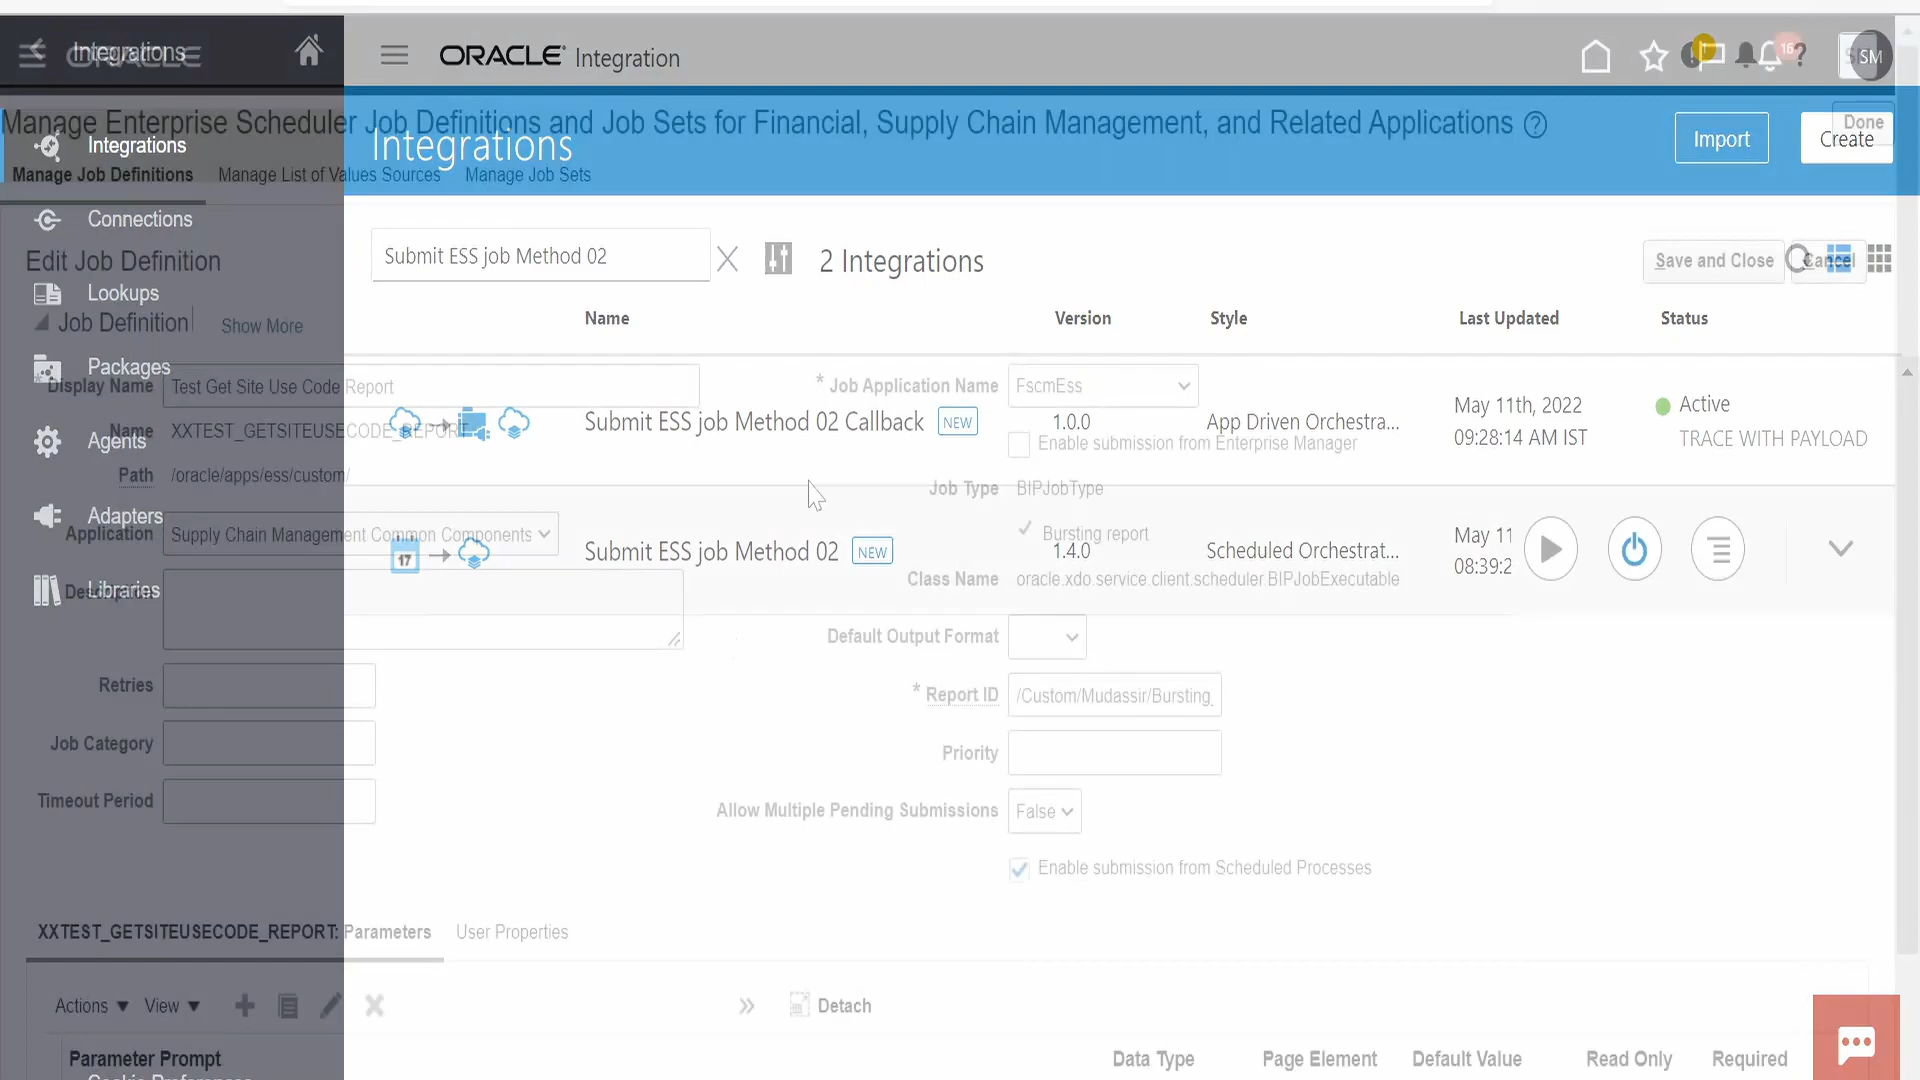 Integrations
ORACLE
ORACLE Integration
16
SM
Manage Enterprise Scheduler Job Definitions and Job Sets for Financial, Supply Chain Management, and Related Applications
Done
Integrations
Integrations
Import
Create
Manage Job Definitions
Manage List of Values Sources
Manage Job Sets
Connections
Edit Job Definition
Submit ESS job Method 02
2 Integrations
Save and Close
Cancel
Lookups
Job Definition
Show More
Name
Version
Style
Last Updated
Status
Packages
Display Name
Test Get Site Use Code Report
* Job Application Name
FscmEss
Agents
Name
XXTEST_GETSITEUSECODE_REPORT
Submit ESS job Method 02 Callback
NEW
1.0.0
App Driven Orchestra...
May 11th, 2022
09:28:14 AM IST
Active
TRACE WITH PAYLOAD
Enable submission from Enterprise Manager
Path
/oracle/apps/ess/custom/
Job Type
BIPJobType
Adapters
Application
Supply Chain Management Common Components
Bursting report
17
Submit ESS job Method 02
NEW
1.4.0
Scheduled Orchestrat...
May 11
08:39:2
Class Name
oracle.xdo.service.client.scheduler.BIPJobExecutable
Libraries
Default Output Format
Retries
* Report ID
/Custom/Mudassir/Bursting_
Job Category
Priority
Timeout Period
Allow Multiple Pending Submissions
False
Enable submission from Scheduled Processes
XXTEST_GETSITEUSECODE_REPORT: Parameters
User Properties
Actions
View
Detach
Parameter Prompt
Data Type
Page Element
Default Value
Read Only
Required